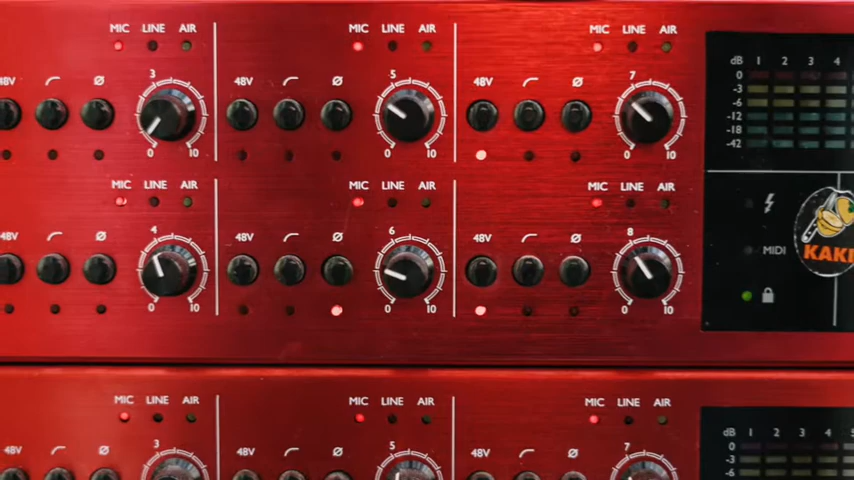 MIC LINE AIR MIC LINE AIR MIC LINE AIR
dB 1 2 3 4
48V Ø 3 48V Ø 5 48V Ø 7
0
-3
-6
-12
-18
-42
0 10 0 10 0 10
MIC LINE AIR MIC LINE AIR MIC LINE AIR
48V Ø 4 48V Ø 6 48V Ø 8
MIDI
KAKI
0 10 0 10 0 10
MIC LINE AIR MIC LINE AIR MIC LINE AIR
dB 1 2 3 4 5
48V Ø 3 48V Ø 5 48V Ø 7
0
-3
-6